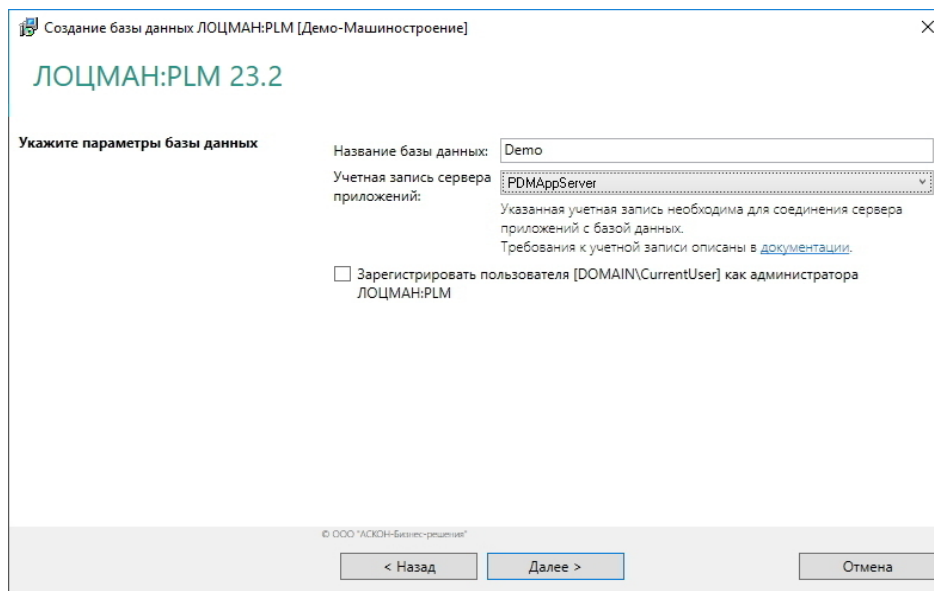 Создание базы данных ЛОЦМАН:PLM [Демо-Машиностроение]
ЛОЦМАН:PLM 23.2
Укажите параметры базы данных
Название базы данных: Demo
Учетная запись сервера приложений: PDMAppServer
Указанная учетная запись необходима для соединения сервера
приложений с базой данных.
Требования к учетной записи описаны в документации.
Зарегистрировать пользователя [DOMAIN\CurrentUser] как администратора
ЛОЦМАН:PLM
© ООО "АСКОН-Бизнес-решения"
< Назад
Далее >
Отмена